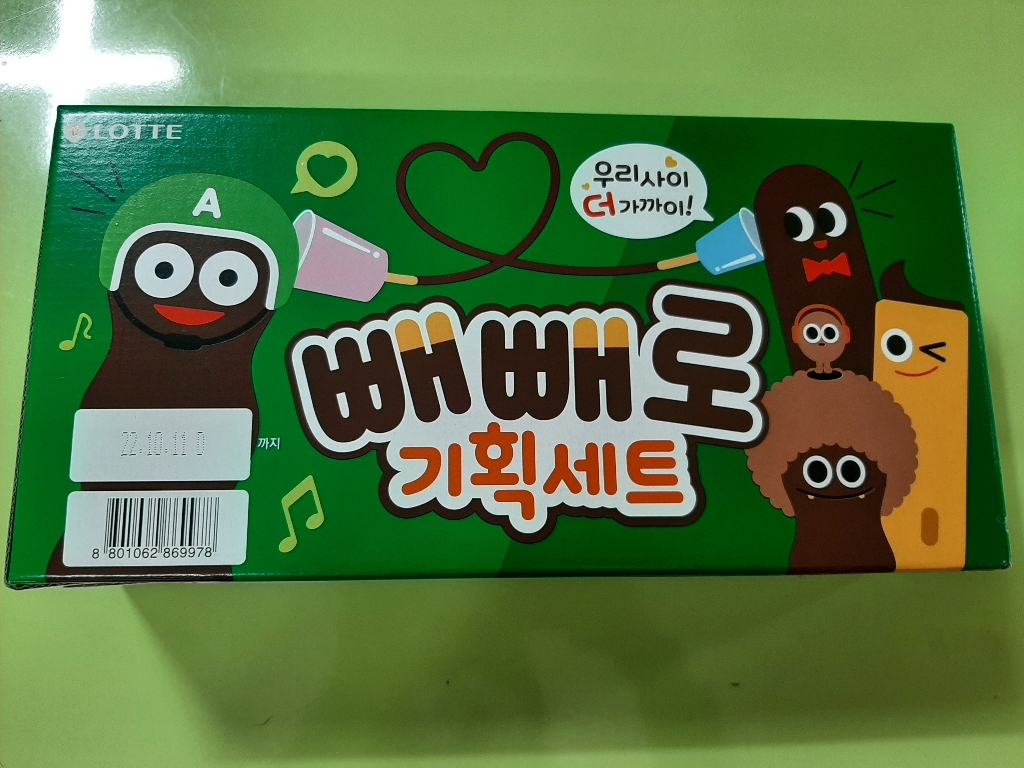 LOTTE
A
우리사이
더 가까이!
빼빼로
기획세트
22.10.11 D
까지
8 801062 869978